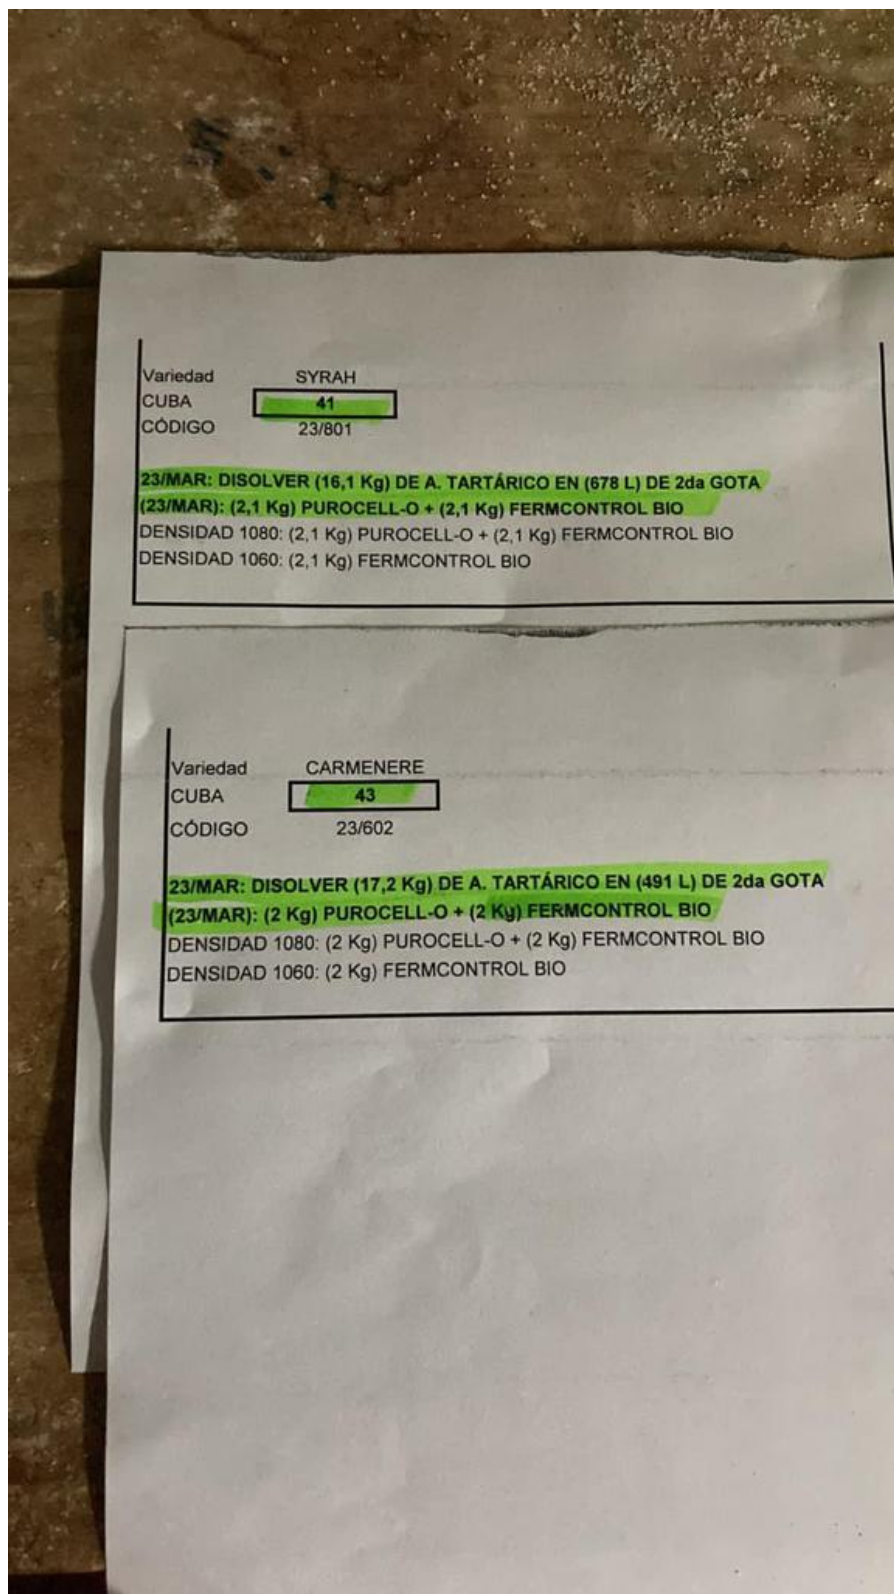 Variedad SYRAH
CUBA 41
CÓDIGO 23/801
23/MAR: DISOLVER (16,1 Kg) DE A. TARTÁRICO EN (678 L) DE 2da GOTA
(23/MAR): (2,1 Kg) PUROCELL-O + (2,1 Kg) FERMCONTROL BIO
DENSIDAD 1080: (2,1 Kg) PUROCELL-O + (2,1 Kg) FERMCONTROL BIO
DENSIDAD 1060: (2,1 Kg) FERMCONTROL BIO
Variedad CARMENERE
CUBA 43
CÓDIGO 23/602
23/MAR: DISOLVER (17,2 Kg) DE A. TARTÁRICO EN (491 L) DE 2da GOTA
(23/MAR): (2 Kg) PUROCELL-O + (2 Kg) FERMCONTROL BIO
DENSIDAD 1080: (2 Kg) PUROCELL-O + (2 Kg) FERMCONTROL BIO
DENSIDAD 1060: (2 Kg) FERMCONTROL BIO